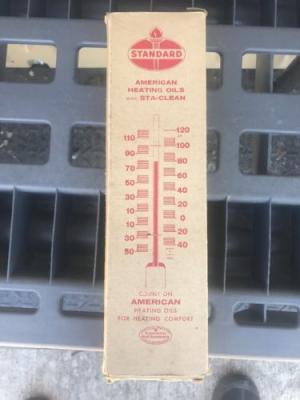 STANDARD
AMERICAN
HEATING OILS
WITH STA-CLEAN
120
110
100
90
80
70
60
50
40
30
20
10
0
10
20
30
40
50
COUNT ON
AMERICAN
HEATING OILS
FOR HEATING COMFORT